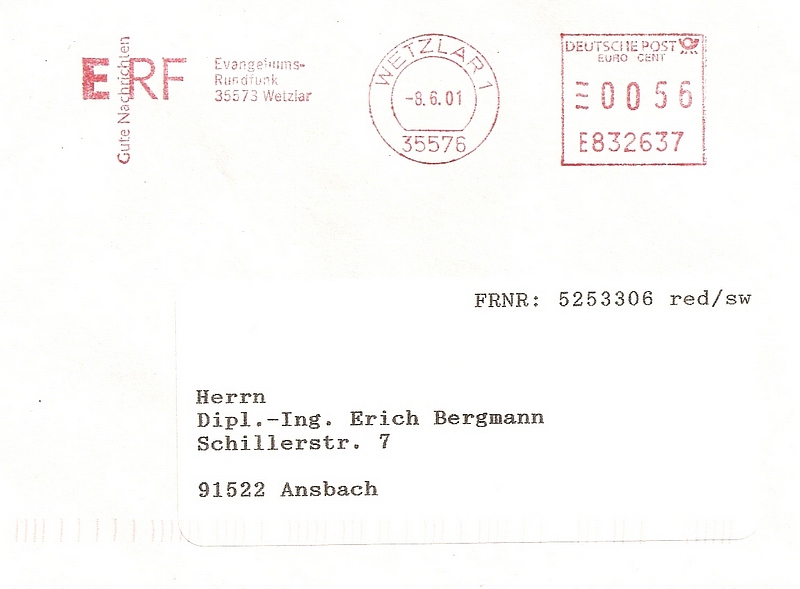 ERF
Gute Nachrichten
Evangeliums-
Rundfunk
35573 Wetzlar
WETZLAR 1
-8.6.01
35576
DEUTSCHE POST
EURO CENT
0056
E832637
FRNR: 5253306 red/sw
Herrn
Dipl.-Ing. Erich Bergmann
Schillerstr. 7
91522 Ansbach